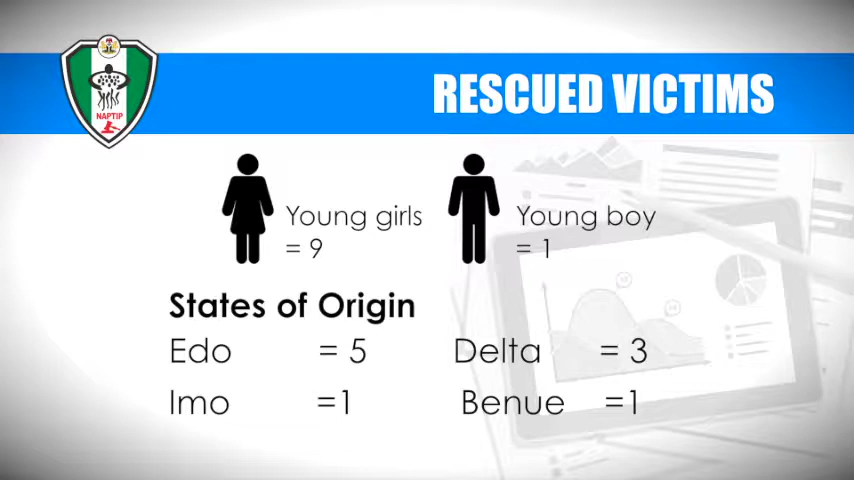 RESCUED VICTIMS
NAPTIP
Young girls
= 9
Young boy
= 1
States of Origin
Edo = 5
Delta = 3
Imo =1
Benue =1